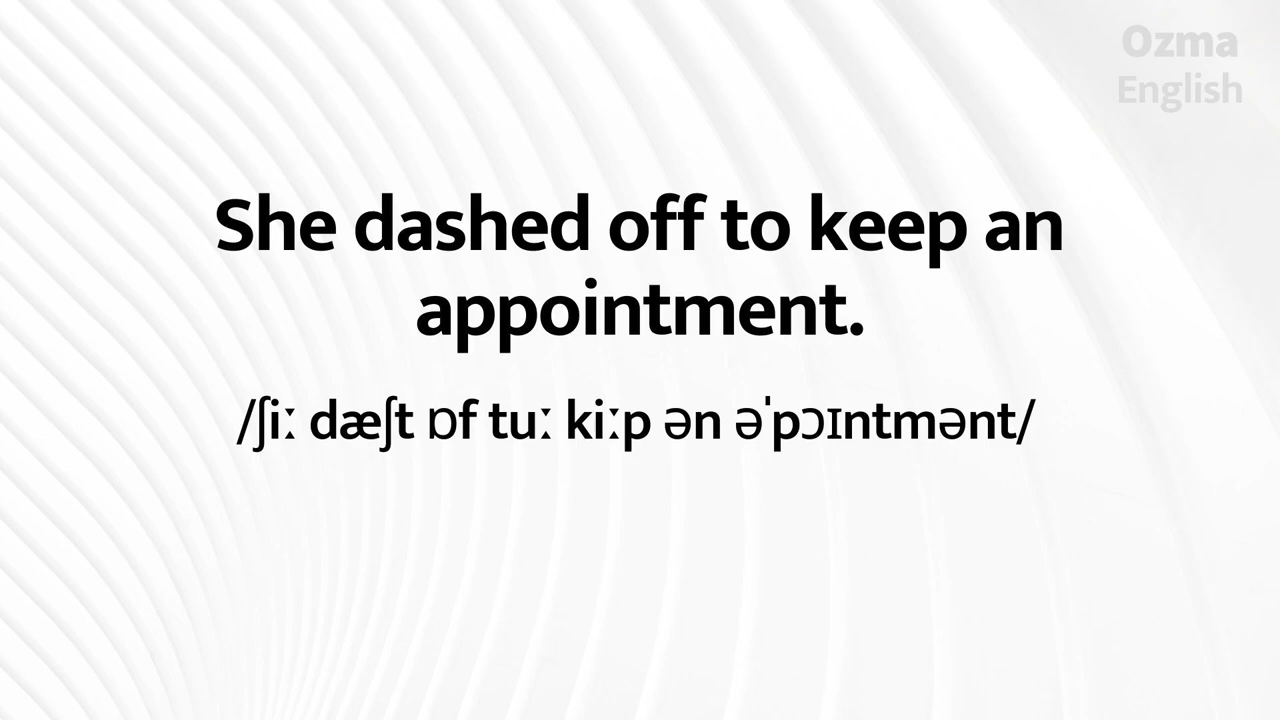 Ozma
English
She dashed off to keep an
appointment.
/ʃiː dæʃt ɒf tuː kiːp ən əˈpɔɪntmənt/